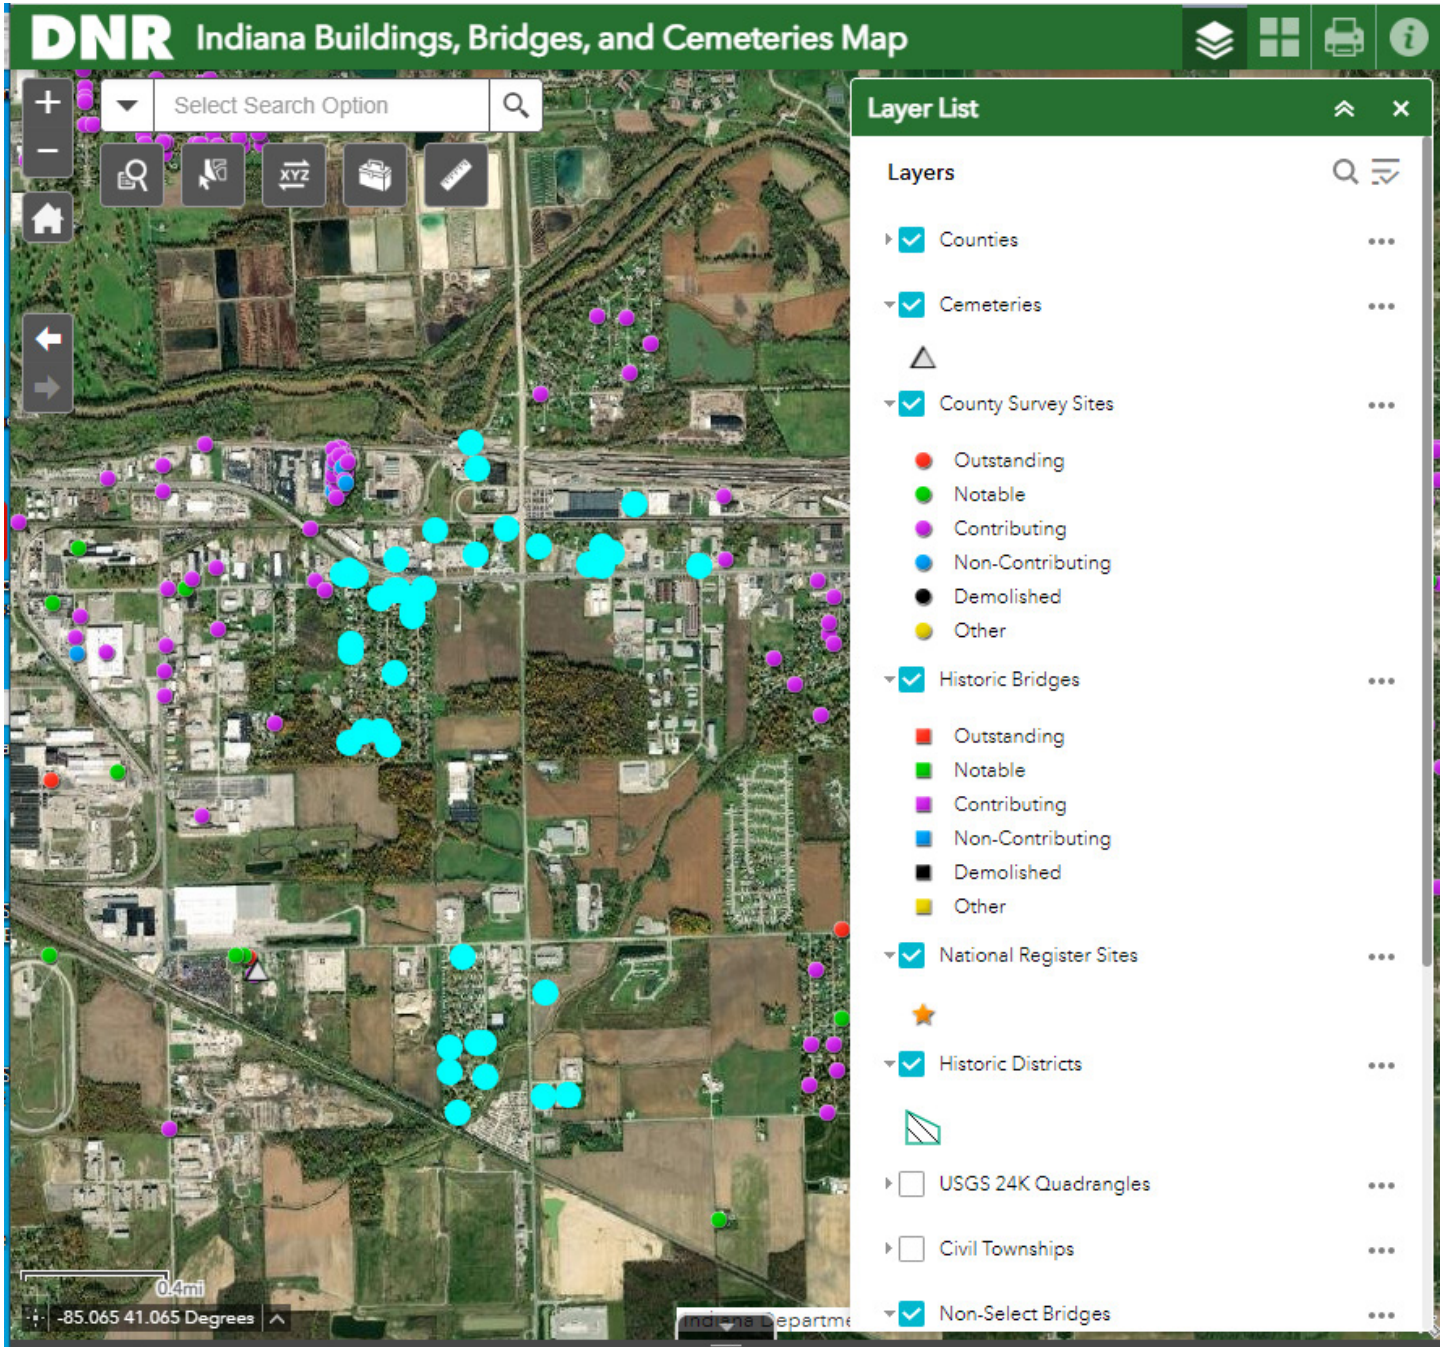 DNR Indiana Buildings, Bridges, and Cemeteries Map
+
Select Search Option
−
XYZ
Layer List
Layers
Counties
Cemeteries
County Survey Sites
Outstanding
Notable
Contributing
Non-Contributing
Demolished
Other
Historic Bridges
Outstanding
Notable
Contributing
Non-Contributing
Demolished
Other
National Register Sites
Historic Districts
USGS 24K Quadrangles
Civil Townships
Non-Select Bridges
0.4mi
-85.065 41.065 Degrees
Indiana Departme